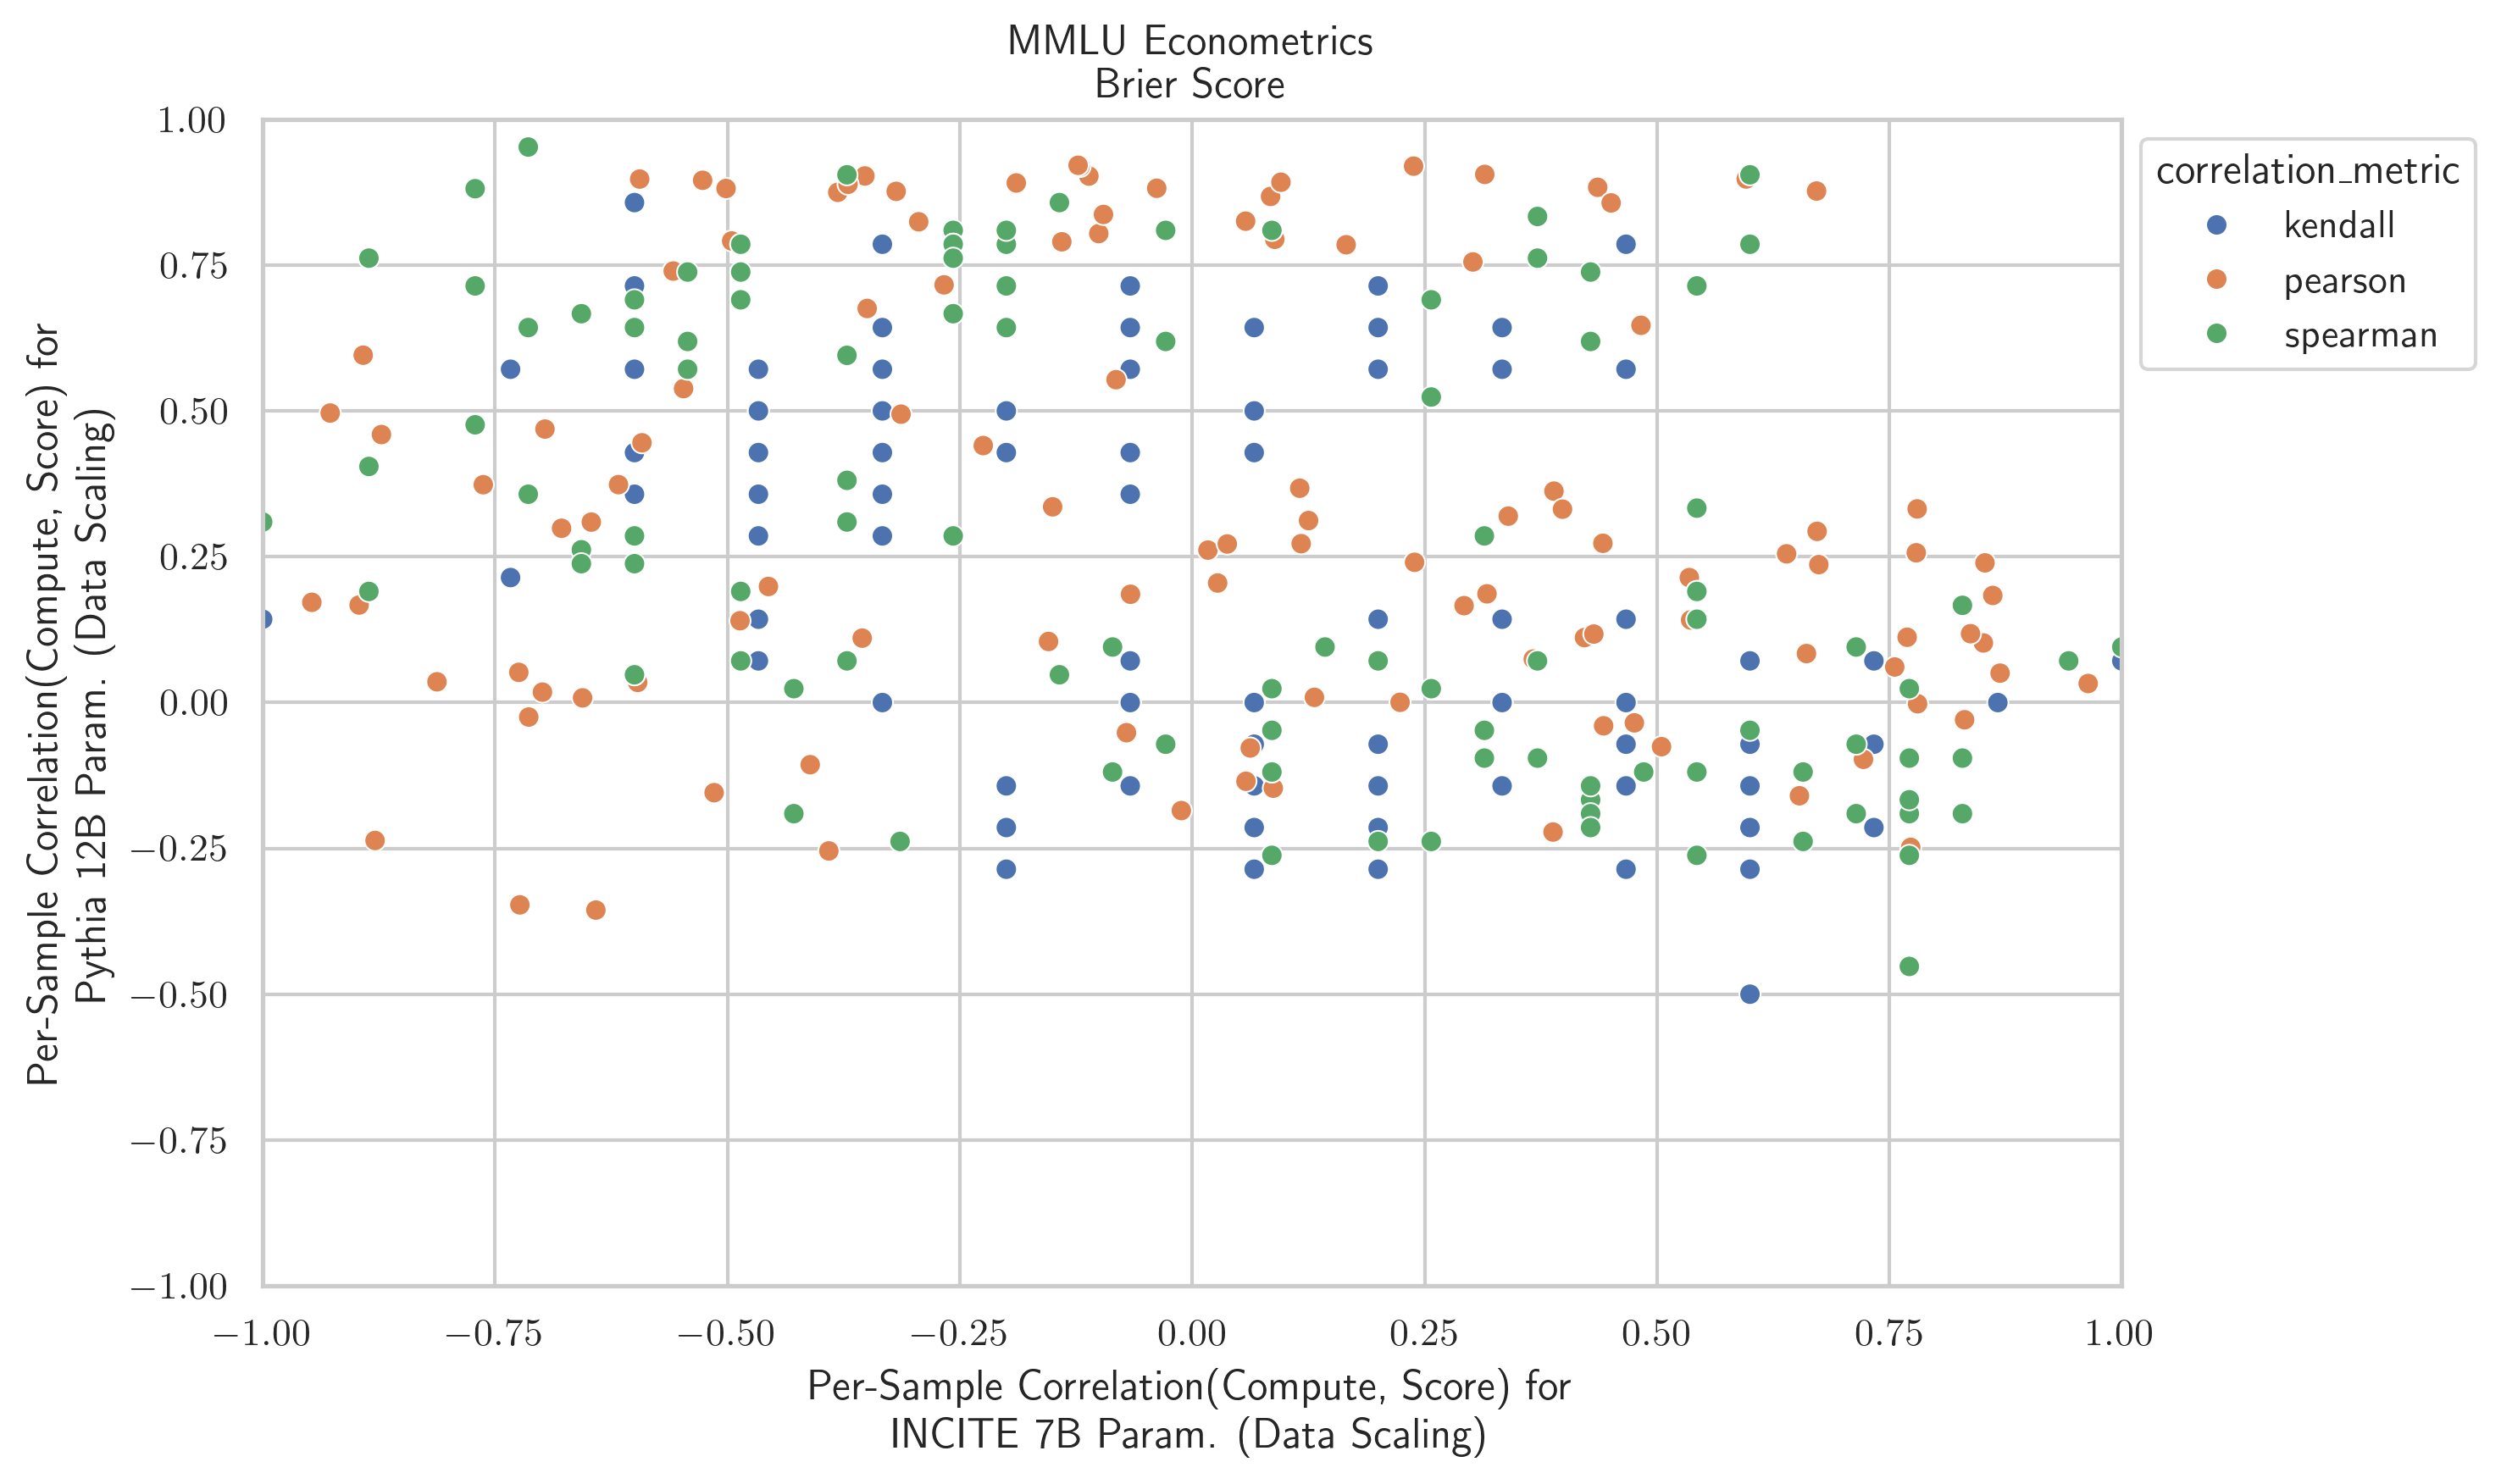 MMLU Econometrics
Brier Score
Per-Sample Correlation(Compute, Score) for
Pythia 12B Param. (Data Scaling)
1.00
0.75
0.50
0.25
0.00
−0.25
−0.50
−0.75
−1.00
−1.00 −0.75 −0.50 −0.25 0.00 0.25 0.50 0.75 1.00
Per-Sample Correlation(Compute, Score) for
INCITE 7B Param. (Data Scaling)
correlation_metric
kendall
pearson
spearman